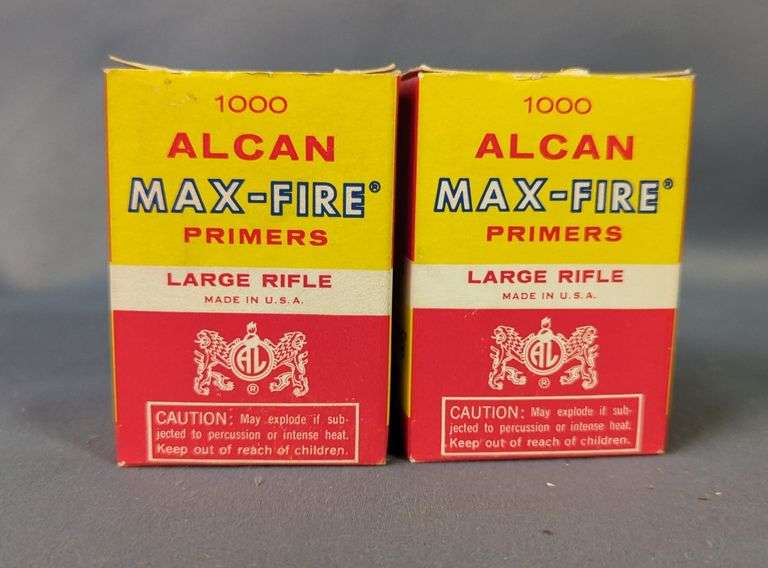 1000
ALCAN
MAX-FIRE®
PRIMERS
LARGE RIFLE
MADE IN U.S.A.
AL
®
CAUTION: May explode if sub-
jected to percussion or intense heat.
Keep out of reach of children.
1000
ALCAN
MAX-FIRE®
PRIMERS
LARGE RIFLE
MADE IN U.S.A.
AL
®
CAUTION: May explode if sub-
jected to percussion or intense heat.
Keep out of reach of children.